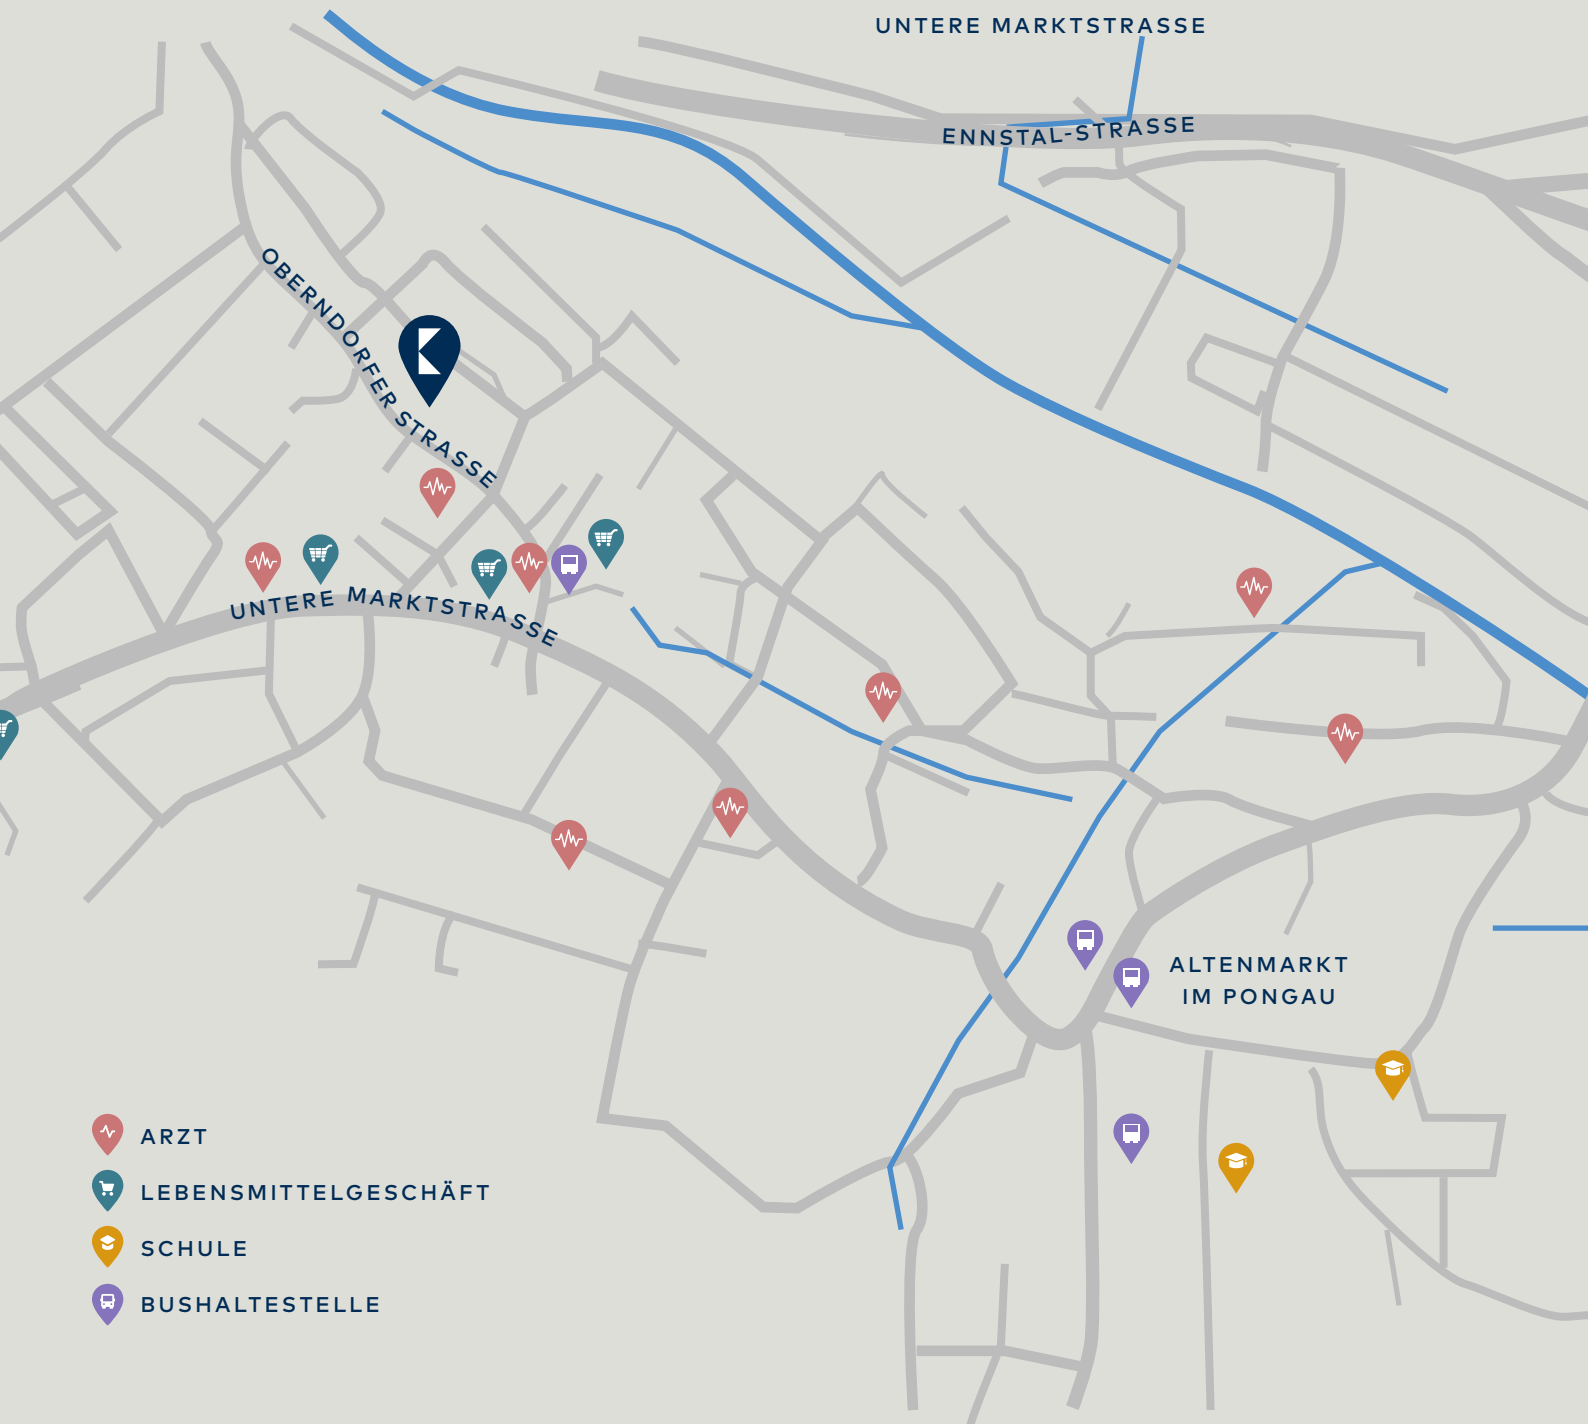 UNTERE MARKTSTRASSE
ENNSTAL-STRASSE
OBERNDORFER STRASSE
UNTERE MARKTSTRASSE
ALTENMARKT
IM PONGAU
ARZT
LEBENSMITTELGESCHÄFT
SCHULE
BUSHALTESTELLE